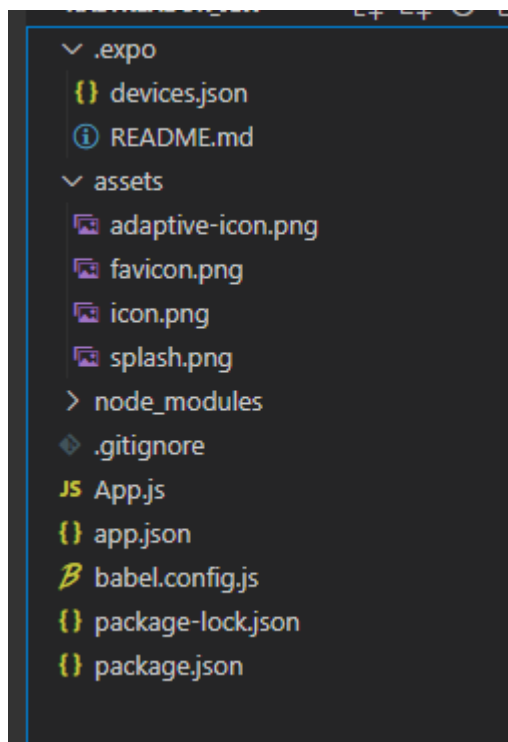 .expo
{} devices.json
README.md
assets
adaptive-icon.png
favicon.png
icon.png
splash.png
node_modules
.gitignore
JS App.js
{} app.json
B babel.config.js
{} package-lock.json
{} package.json